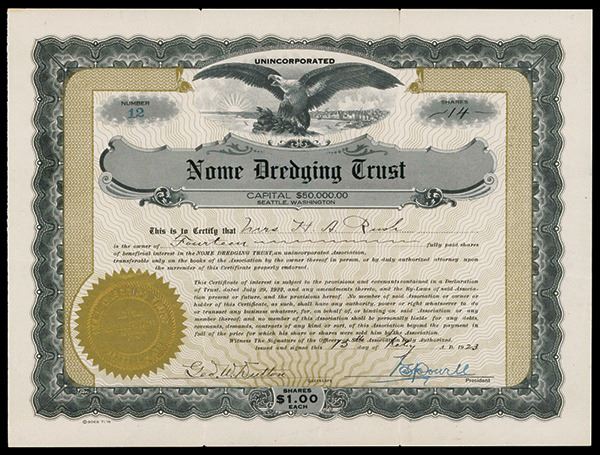 UNINCORPORATED
NUMBER
12
SHARES
14
Nome Dredging Trust
CAPITAL $50,000.00
SEATTLE, WASHINGTON
This is to Certify that Mrs H A Rush
is the owner of Fourteen fully paid shares
of beneficial interest in the NOME DREDGING TRUST, an unincorporated Association,
transferable only on the books of the Association by the owner thereof in person, or by duly authorized attorney upon
the surrender of this Certificate properly endorsed.
This Certificate of interest is subject to the provisions and covenants contained in a Declaration
of Trust, dated July 29, 1922, and any amendments thereto and the By-Laws of said Associa-
tion present or future, and the provisions hereof. No member of said Association or owner or
holder of this Certificate, as such, shall have any authority, power or right whatsoever to do
or transact any business whatever, for, on behalf of, or binding on said Association or any
member thereof; and no member of this Association shall be personally liable for any debts,
covenants, demands, contracts of any kind or sort, of this Association beyond the payment in
full of the price for which his share or shares were sold him by the Association.
Witness The Signature of the Officers of Said Association Duly Authorized.
Issued and signed this 15th day of A.D. 1923
Geo. W. Dutton
Secretary
President
SHARES
$1.00
EACH
©GOES